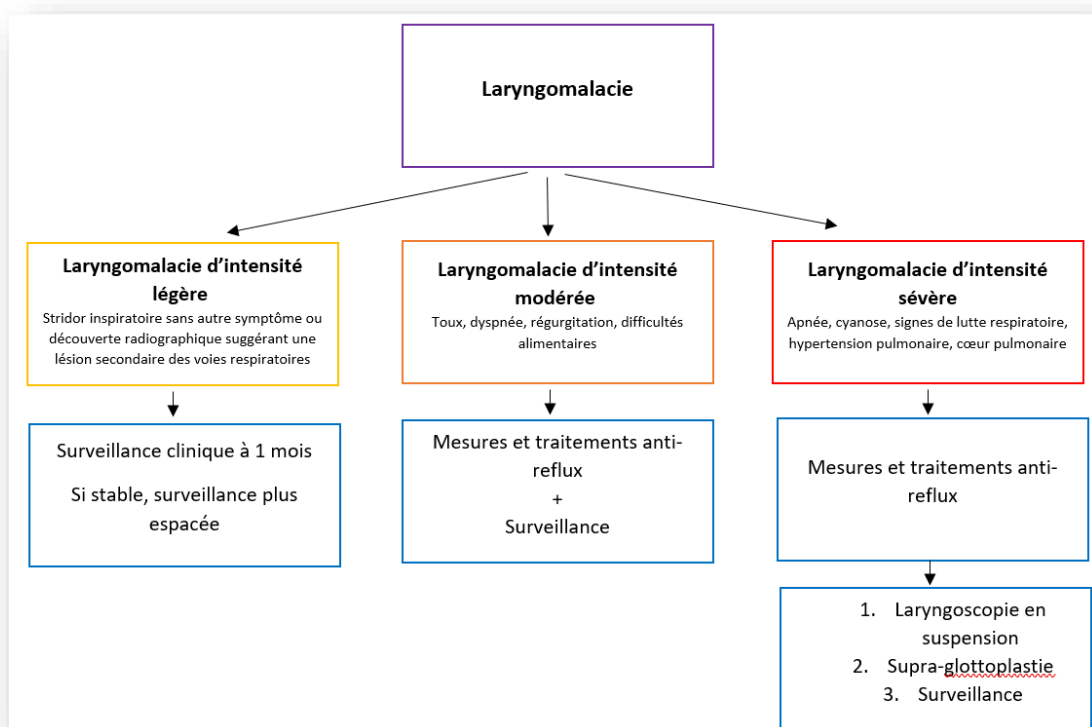 Laryngomalacie
Laryngomalacie d’intensité
légère
Stridor inspiratoire sans autre symptôme ou
découverte radiographique suggérant une
lésion secondaire des voies respiratoires
Laryngomalacie d’intensité
modérée
Toux, dyspnée, régurgitation, difficultés
alimentaires
Laryngomalacie d’intensité
sévère
Apnée, cyanose, signes de lutte respiratoire,
hypertension pulmonaire, cœur pulmonaire
Surveillance clinique à 1 mois
Si stable, surveillance plus
espacée
Mesures et traitements anti-
reflux
+
Surveillance
Mesures et traitements anti-
reflux
1. Laryngoscopie en
suspension
2. Supra-glottoplastie
3. Surveillance